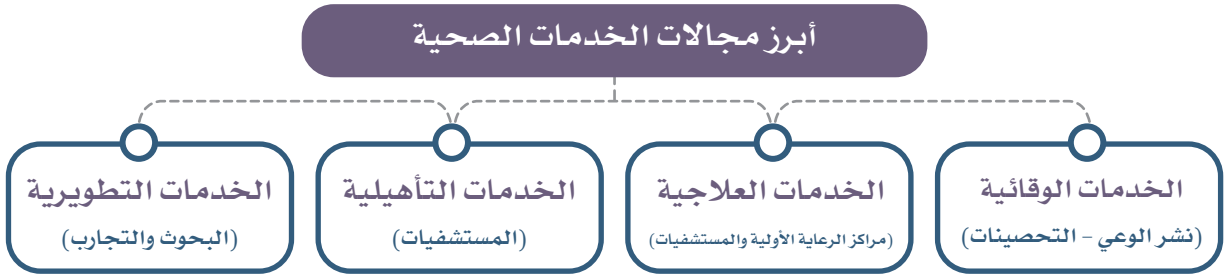 أبرز مجالات الخدمات الصحية
الخدمات الوقائية
(نشر الوعي – التحصينات)
الخدمات العلاجية
(مراكز الرعاية الأولية والمستشفيات)
الخدمات التأهيلية
(المستشفيات)
الخدمات التطويرية
(البحوث والتجارب)